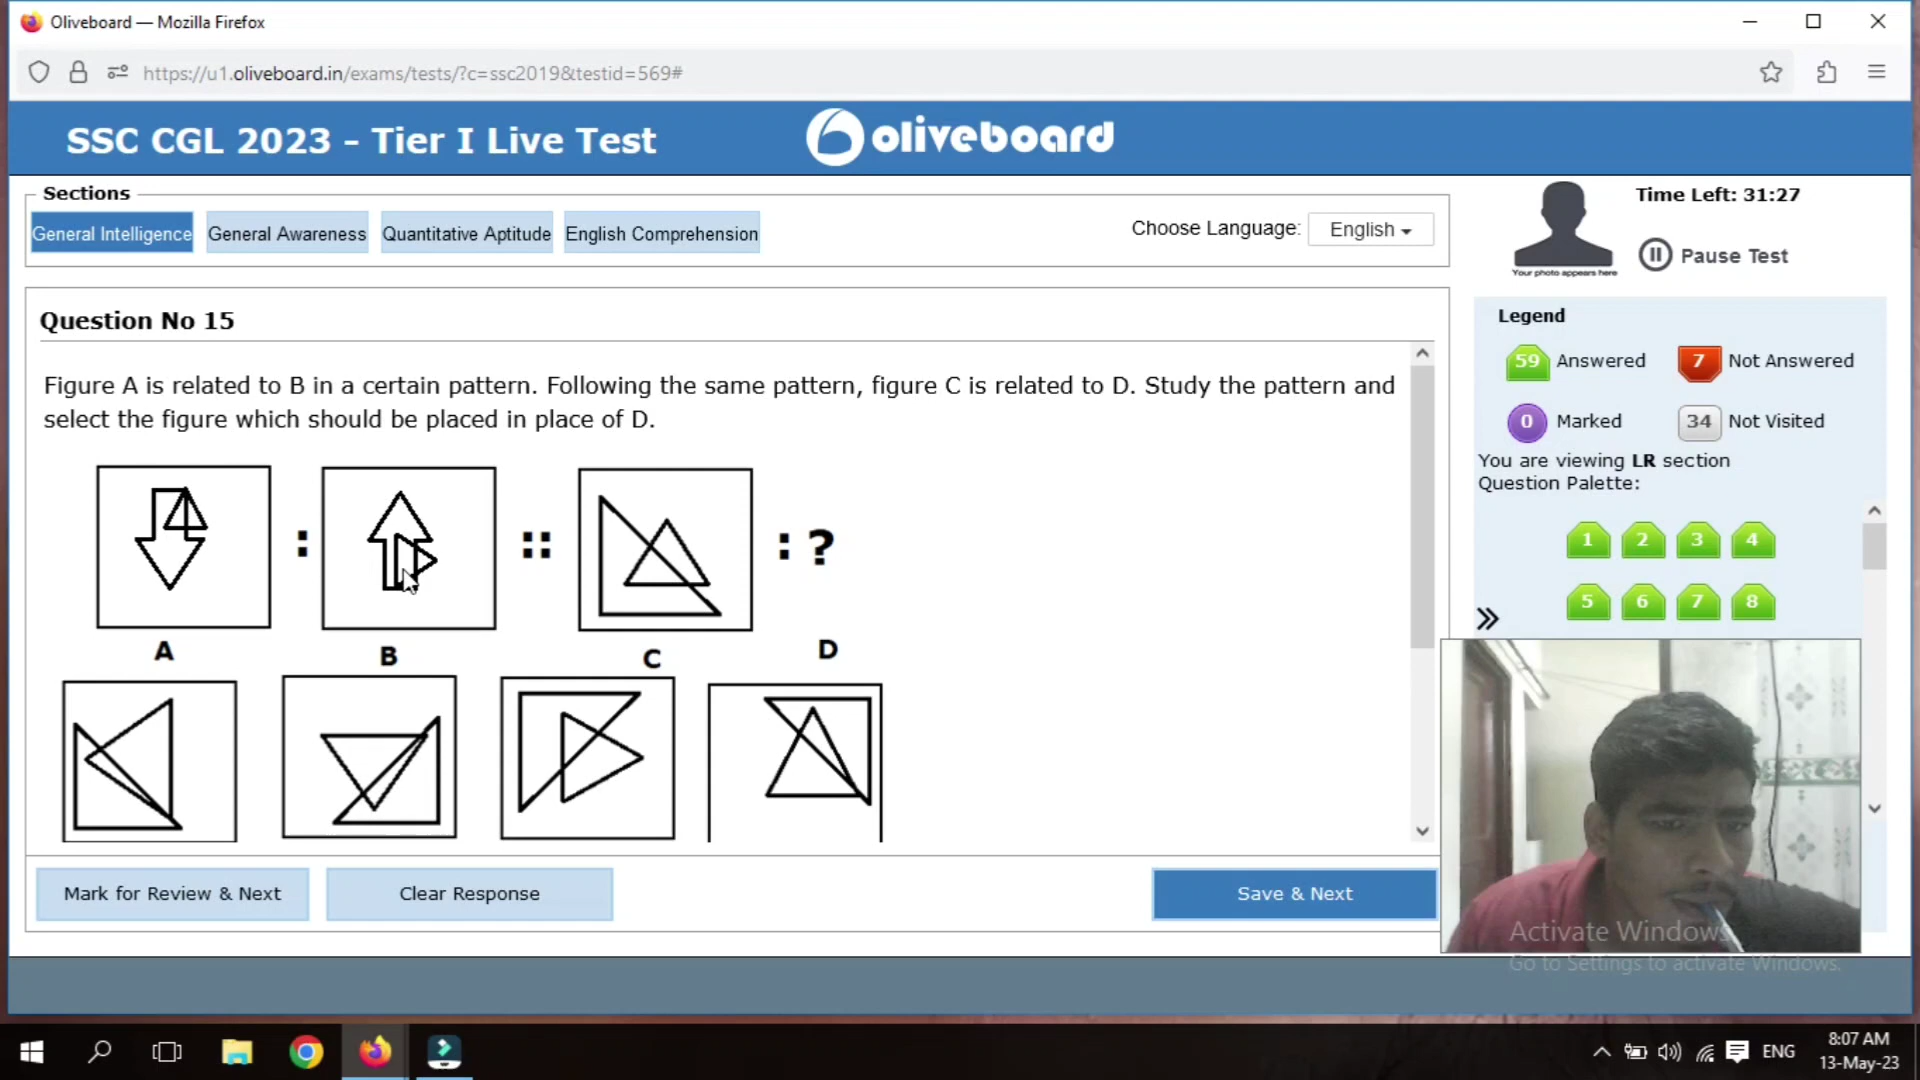 Oliveboard — Mozilla Firefox
https://u1.oliveboard.in/exams/tests/?c=ssc2019&testid=569#
SSC CGL 2023 - Tier I Live Test
oliveboard
Sections
General Intelligence
General Awareness
Quantitative Aptitude
English Comprehension
Choose Language:
English
Your photo appears here
Time Left: 31:27
Pause Test
Question No 15
Figure A is related to B in a certain pattern. Following the same pattern, figure C is related to D. Study the pattern and
select the figure which should be placed in place of D.
: :: : ?
A B C D
Mark for Review & Next
Clear Response
Save & Next
Legend
59 Answered
7 Not Answered
0 Marked
34 Not Visited
You are viewing LR section
Question Palette:
1 2 3 4
5 6 7 8
Activate Windows
Go to Settings to activate Windows.
ENG
8:07 AM
13-May-23